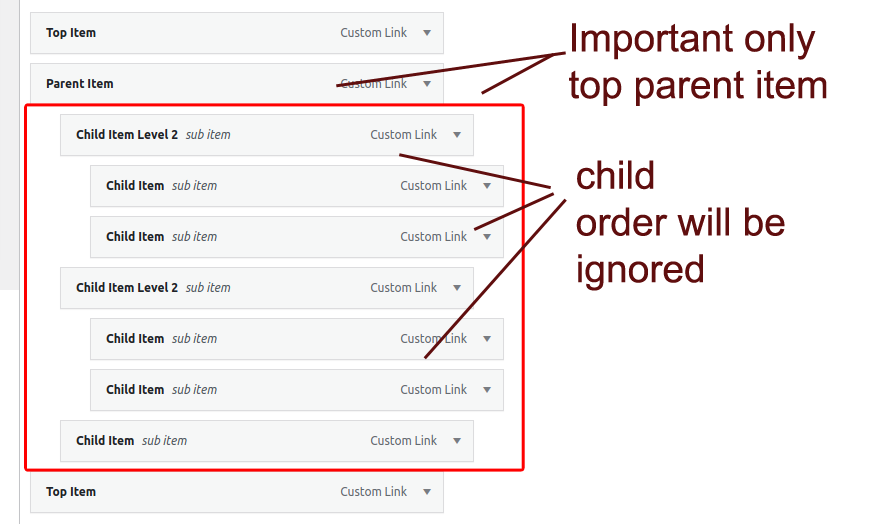 Top Item Custom Link
Important only
Parent Item Custom Link
top parent item
Child Item Level 2 sub item Custom Link
Child Item sub item Custom Link
child
Child Item sub item Custom Link
order will be
Child Item Level 2 sub item Custom Link
ignored
Child Item sub item Custom Link
Child Item sub item Custom Link
Child Item sub item Custom Link
Top Item Custom Link